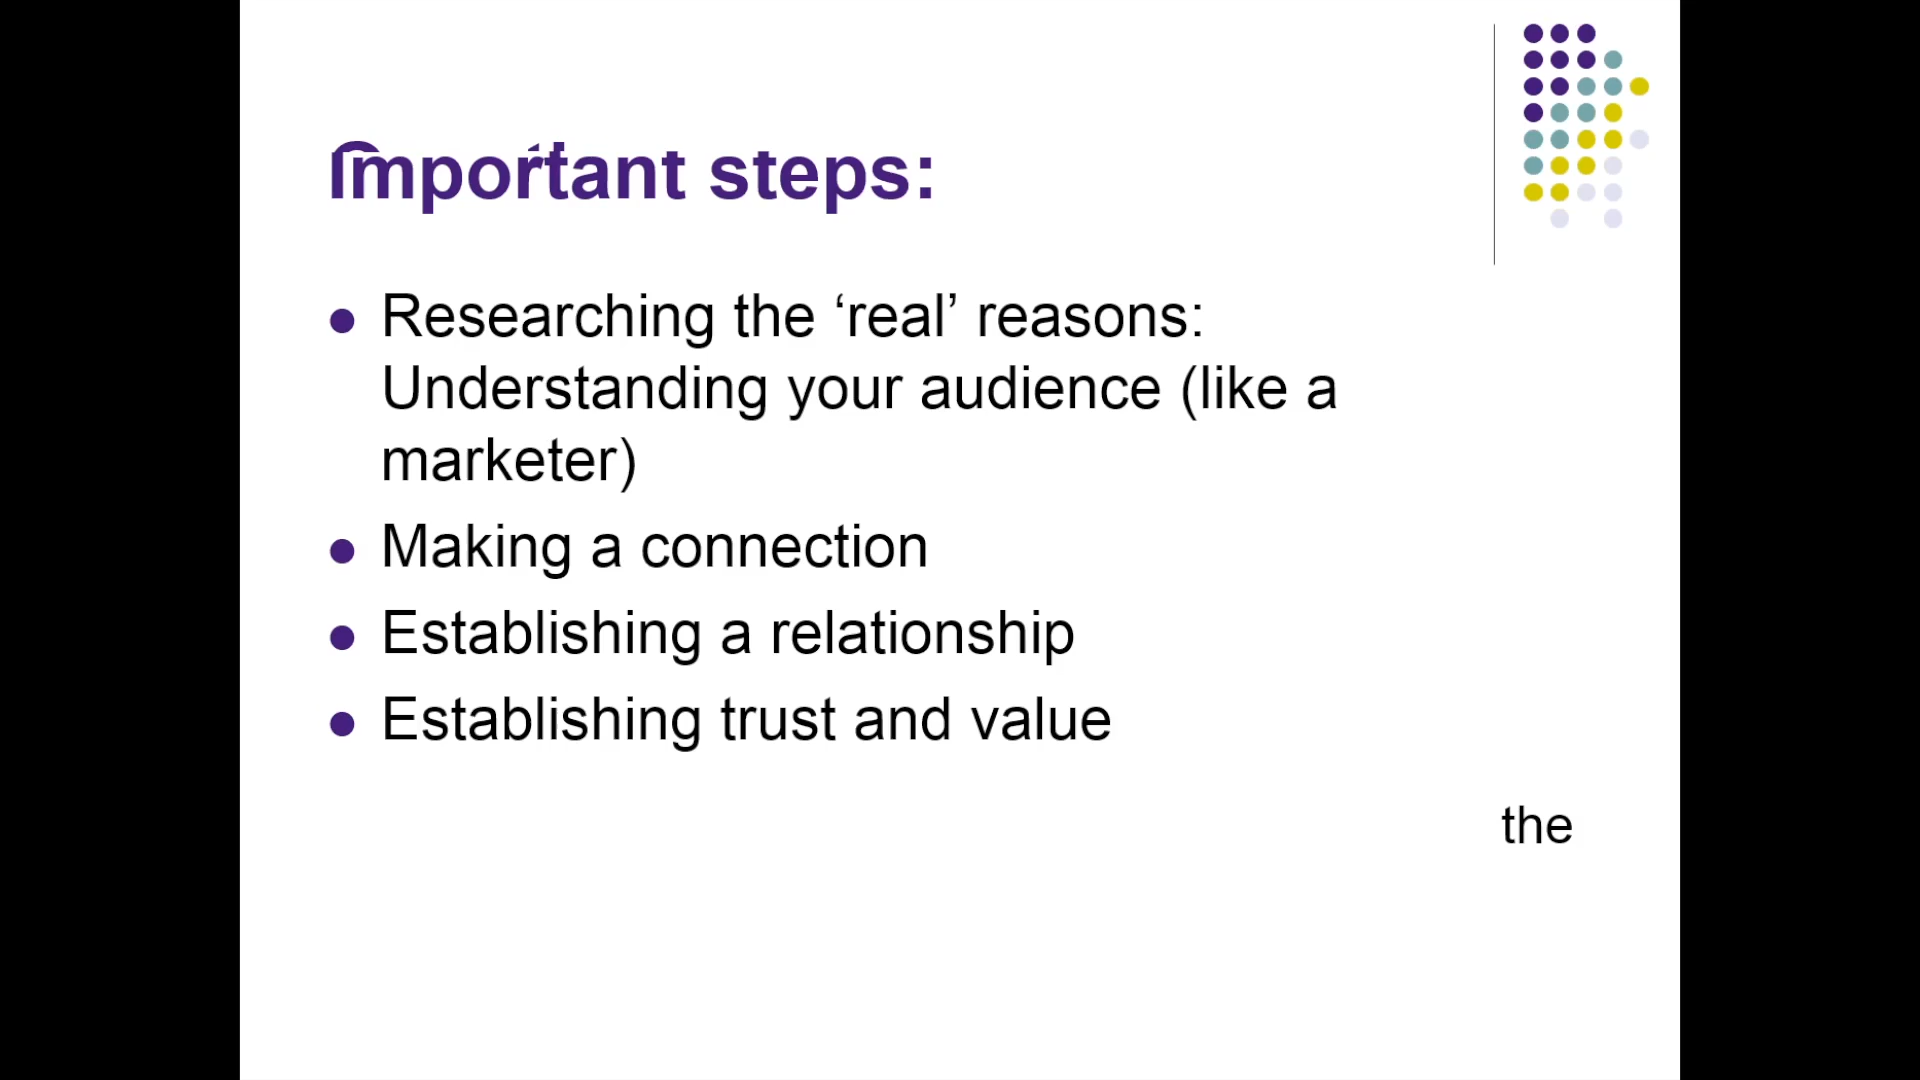 Important steps:
Researching the ‘real’ reasons:
Understanding your audience (like a
marketer)
Making a connection
Establishing a relationship
Establishing trust and value
the